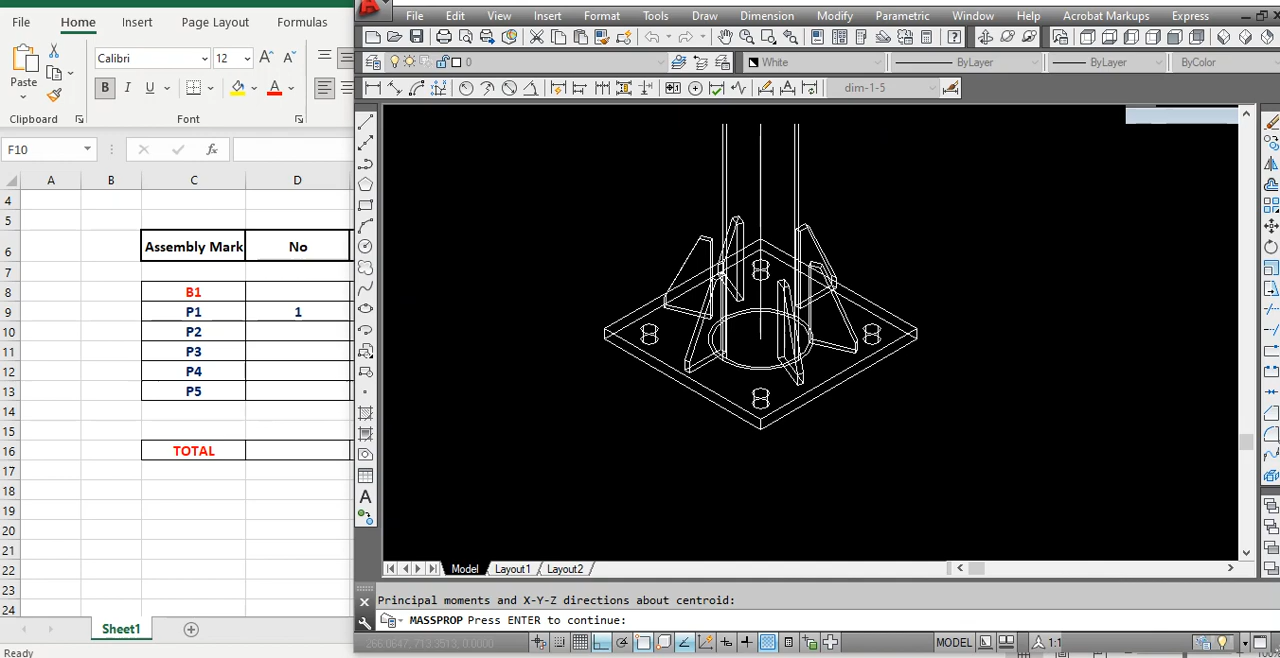 File Home Insert Page Layout Formulas
File Edit View Insert Format Tools Draw Dimension Modify Parametric Window Help Acrobat Markups Express
Paste
Calibri 12
B I U
Clipboard Font
0 White ByLayer ByLayer ByColor
dim-1-5
F10
A B C D
4
5
6 Assembly Mark No
7
8 B1
9 P1 1
10 P2
11 P3
12 P4
13 P5
14
15
16 TOTAL
17
18
19
20
21
22
23
24
Model Layout1 Layout2
Principal moments and X-Y-Z directions about centroid:
MASSPROP Press ENTER to continue:
Sheet1
MODEL 1:1
Ready